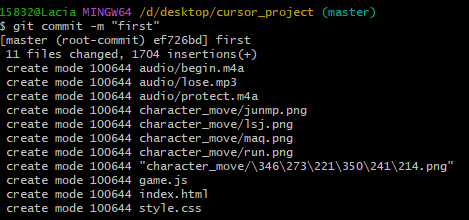 15832@Lacia MINGW64 /d/desktop/cursor_project (master)
$ git commit -m "first"
[master (root-commit) ef726bd] first
 11 files changed, 1704 insertions(+)
 create mode 100644 audio/begin.m4a
 create mode 100644 audio/lose.mp3
 create mode 100644 audio/protect.m4a
 create mode 100644 character_move/junmp.png
 create mode 100644 character_move/lsj.png
 create mode 100644 character_move/maq.png
 create mode 100644 character_move/run.png
 create mode 100644 "character_move/\346\273\221\350\241\214.png"
 create mode 100644 game.js
 create mode 100644 index.html
 create mode 100644 style.css